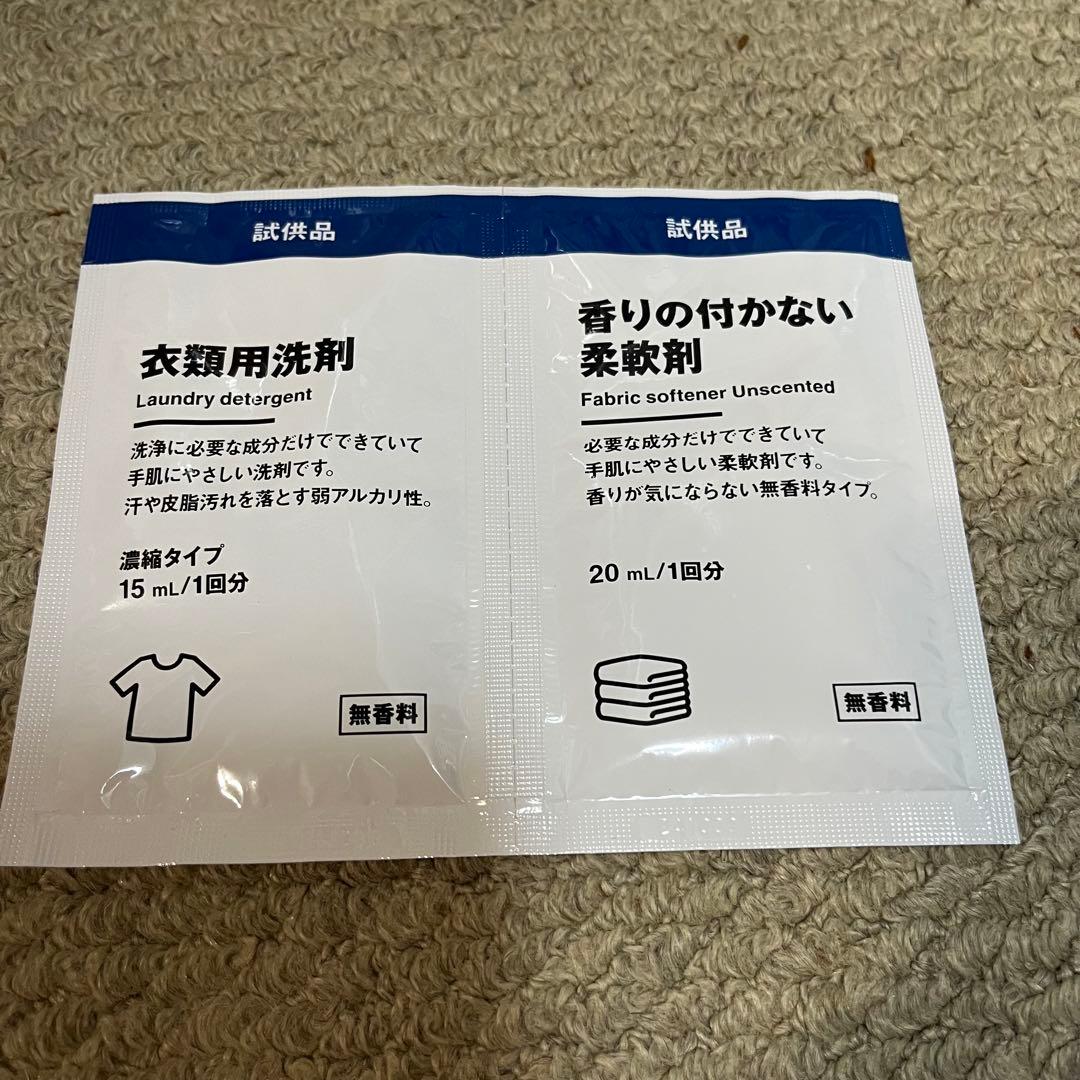 試供品
衣類用洗剤
Laundry detergent
洗浄に必要な成分だけでできていて
手肌にやさしい洗剤です。
汗や皮脂汚れを落とす弱アルカリ性。
濃縮タイプ
15 mL/1回分
無香料
試供品
香りの付かない
柔軟剤
Fabric softener Unscented
必要な成分だけでできていて
手肌にやさしい柔軟剤です。
香りが気にならない無香料タイプ。
20 mL/1回分
無香料